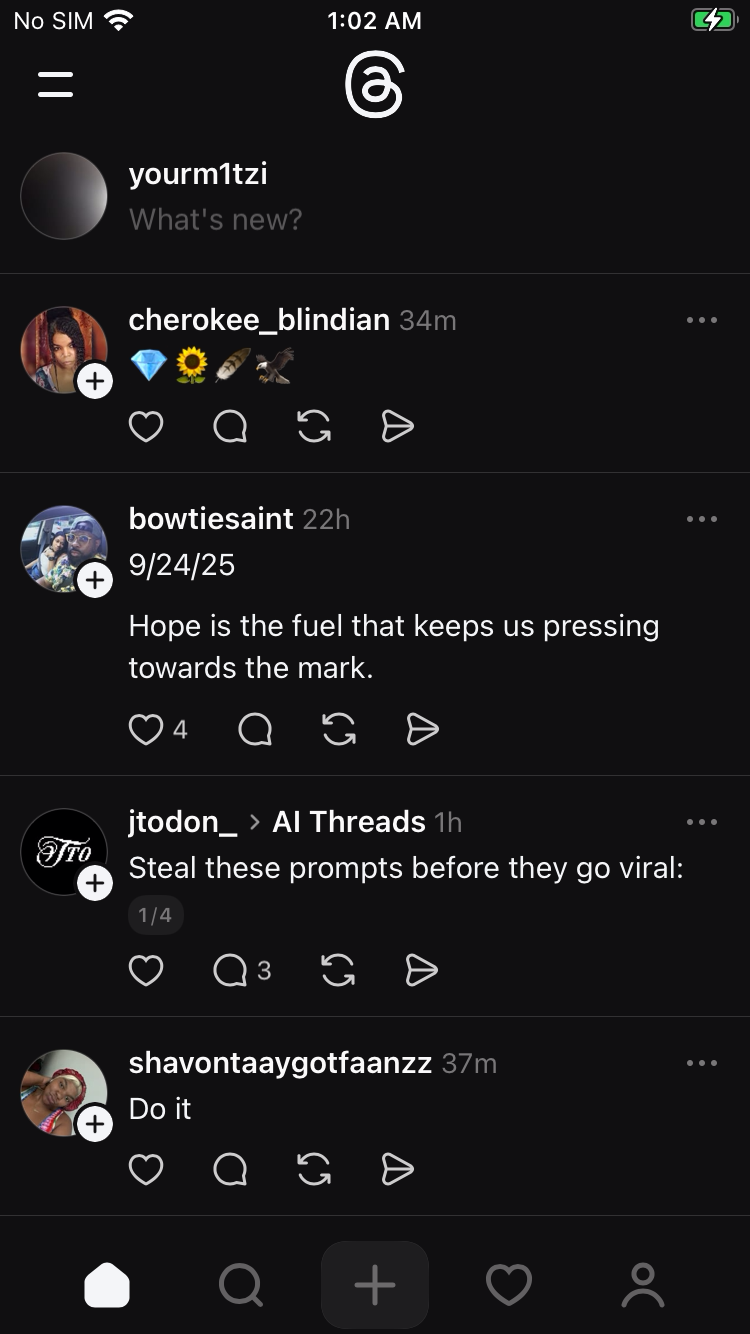 No SIM 1:02 AM
yourm1tzi
What's new?
cherokee_blindian 34m
💎🌻🪶🦅
bowtiesaint 22h
9/24/25
Hope is the fuel that keeps us pressing
towards the mark.
4
JTO
jtodon_ > AI Threads 1h
Steal these prompts before they go viral:
1/4
3
shavontaaygotfaanzz 37m
Do it